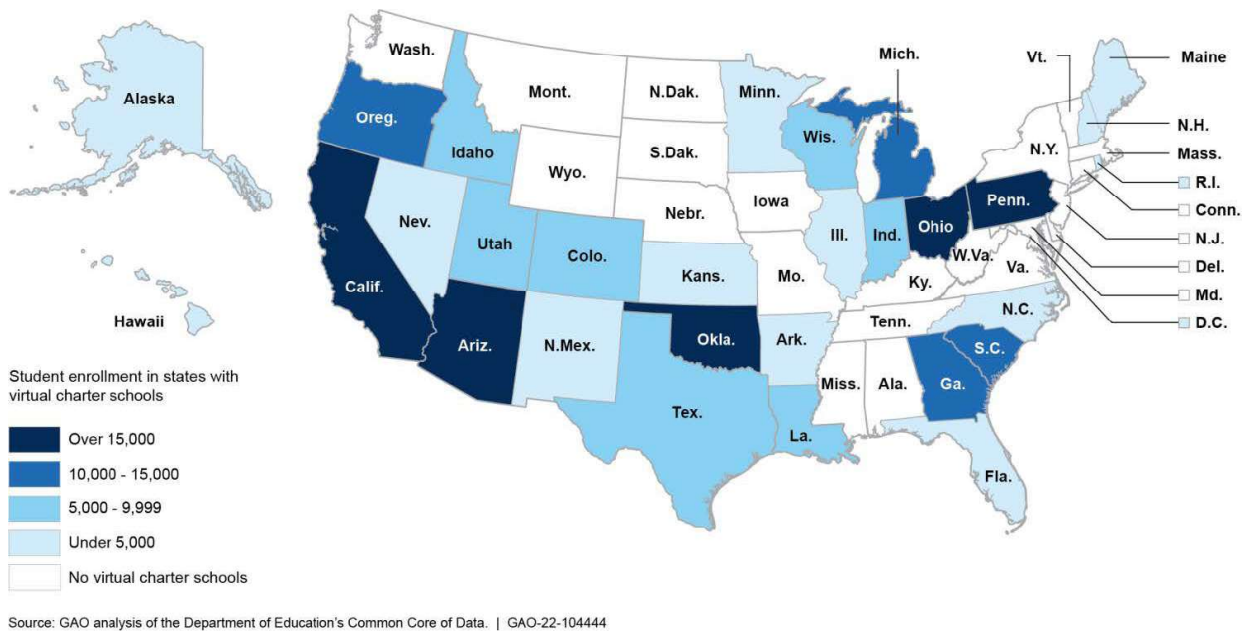 Alaska
Hawaii
Wash.
Oreg.
Calif.
Idaho
Nev.
Utah
Ariz.
Mont.
Wyo.
Colo.
N.Mex.
N.Dak.
S.Dak.
Nebr.
Kans.
Okla.
Tex.
Minn.
Iowa
Mo.
Ark.
La.
Wis.
Ill.
Mich.
Ind.
Ohio
Ky.
Tenn.
Miss.
Ala.
Ga.
Fla.
S.C.
N.C.
Va.
W.Va.
Penn.
N.Y.
Vt.
Maine
N.H.
Mass.
R.I.
Conn.
N.J.
Del.
Md.
D.C.
Student enrollment in states with
virtual charter schools
Over 15,000
10,000 - 15,000
5,000 - 9,999
Under 5,000
No virtual charter schools
Source: GAO analysis of the Department of Education’s Common Core of Data. | GAO-22-104444